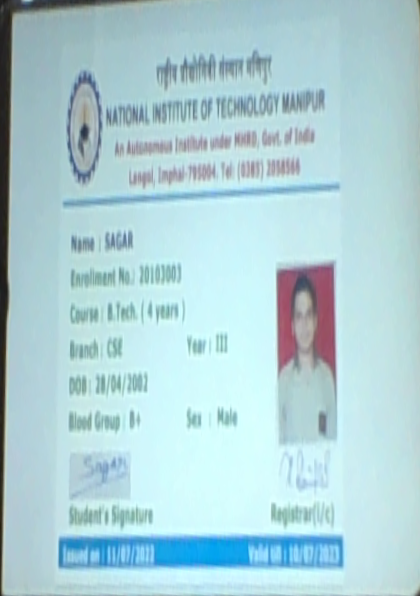 राष्ट्रीय प्रौद्योगिकी संस्थान मणिपुर
NATIONAL INSTITUTE OF TECHNOLOGY MANIPUR
An Autonomous Institute under MHRD, Govt. of India
Langol, Imphal-795004. Tel: (0385) 2058566
Name : SAGAR
Enrollment No.: 20103003
Course : B.Tech. ( 4 years )
Branch : CSE Year : III
DOB : 28/04/2002
Blood Group : B+ Sex : Male
Sagar
Student's Signature Registrar(i/c)
Issued on : 11/07/2022 Valid till : 10/07/2023